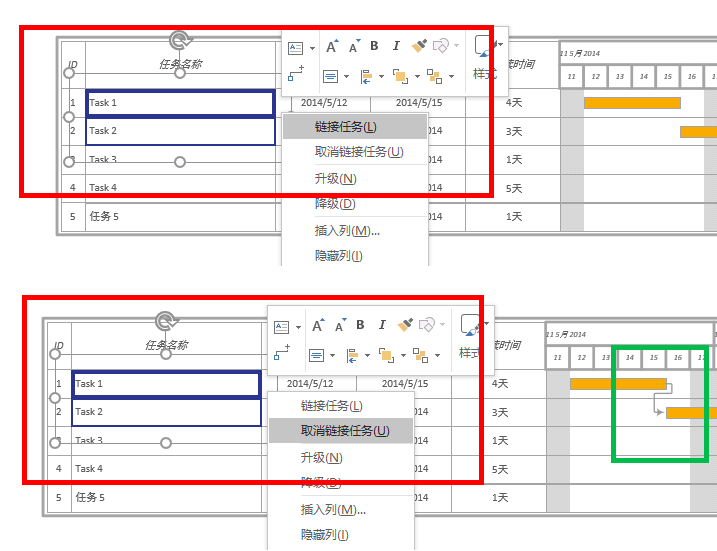 B I
样式
ID 任务名称 续时间 11 5月 2014
11 12 13 14 15 16
1 Task 1 2014/5/12 2014/5/15 4天
链接任务(L)
2 Task 2 014 3天
取消链接任务(U)
3 Task 3 014 1天
升级(N)
4 Task 4 014 5天
降级(D)
5 任务 5 014 1天
插入列(M)...
隐藏列(I)
B I
样式
ID 任务名称 续时间 11 5月 2014
11 12 13 14 15 16
1 Task 1 2014/5/12 2014/5/15 4天
链接任务(L)
2 Task 2 014 3天
取消链接任务(U)
3 Task 3 014 1天
升级(N)
4 Task 4 014 5天
降级(D)
5 任务 5 014 1天
插入列(M)...
隐藏列(I)